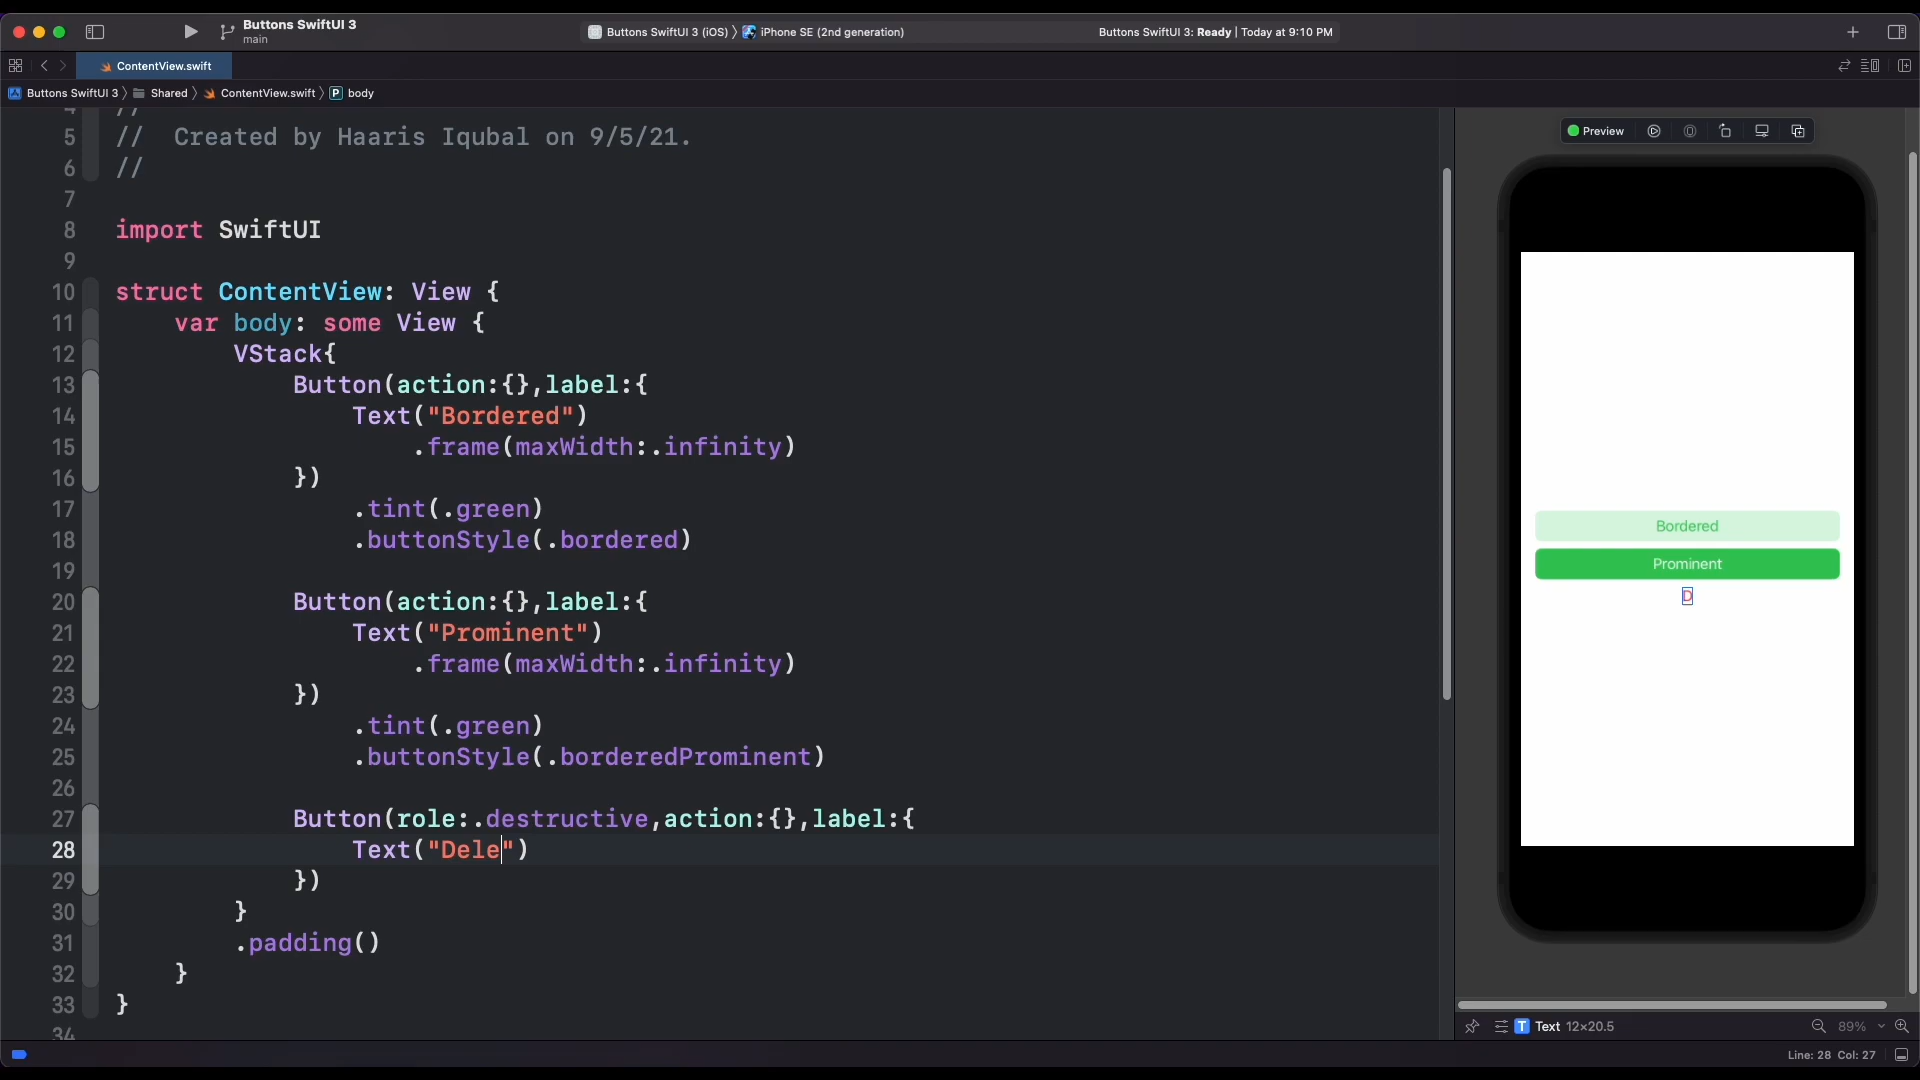 Buttons SwiftUI 3
main
Buttons SwiftUI 3 (iOS) 〉 iPhone SE (2nd generation)
Buttons SwiftUI 3: Ready | Today at 9:10 PM
ContentView.swift
Buttons SwiftUI 3 〉 Shared 〉 ContentView.swift 〉 P body
4 //
5 // Created by Haaris Iqubal on 9/5/21.
6 //
7
8 import SwiftUI
9
10 struct ContentView: View {
11 var body: some View {
12 VStack{
13 Button(action:{},label:{
14 Text("Bordered")
15 .frame(maxWidth:.infinity)
16 })
17 .tint(.green)
18 .buttonStyle(.bordered)
19
20 Button(action:{},label:{
21 Text("Prominent")
22 .frame(maxWidth:.infinity)
23 })
24 .tint(.green)
25 .buttonStyle(.borderedProminent)
26
27 Button(role:.destructive,action:{},label:{
28 Text("Dele")
29 })
30 }
31 .padding()
32 }
33 }
34
Preview
Bordered
Prominent
D
T Text 12×20.5
89%
Line: 28 Col: 27